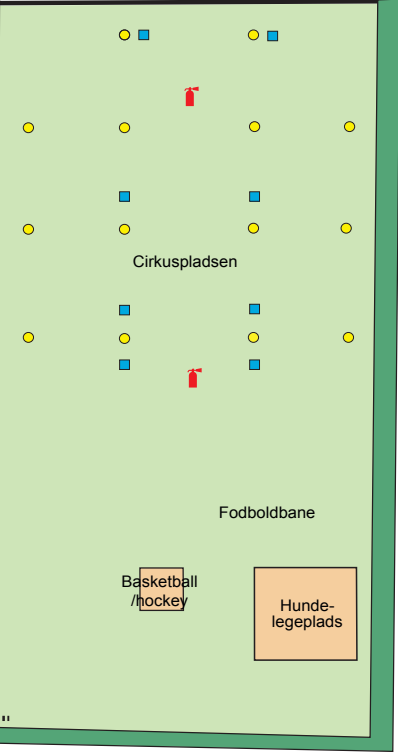 Cirkuspladsen
Fodboldbane
Basketball
/hockey
Hunde-
legeplads
"